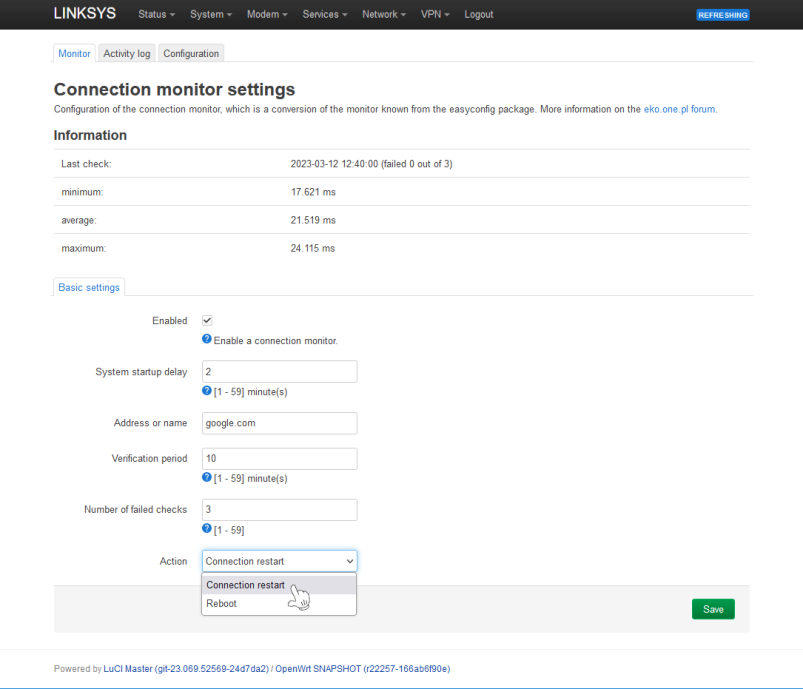 LINKSYS Status System Modem Services Network VPN Logout REFRESHING
Monitor Activity log Configuration
Connection monitor settings
Configuration of the connection monitor, which is a conversion of the monitor known from the easyconfig package. More information on the eko.one.pl forum.
Information
Last check: 2023-03-12 12:40:00 (failed 0 out of 3)
minimum: 17.621 ms
average: 21.519 ms
maximum: 24.115 ms
Basic settings
Enabled
Enable a connection monitor.
System startup delay 2
[1 - 59] minute(s)
Address or name google.com
Verification period 10
[1 - 59] minute(s)
Number of failed checks 3
[1 - 59]
Action Connection restart
Connection restart
Reboot
Save
Powered by LuCI Master (git-23.069.52569-24d7da2) / OpenWrt SNAPSHOT (r22257-166ab6f90e)